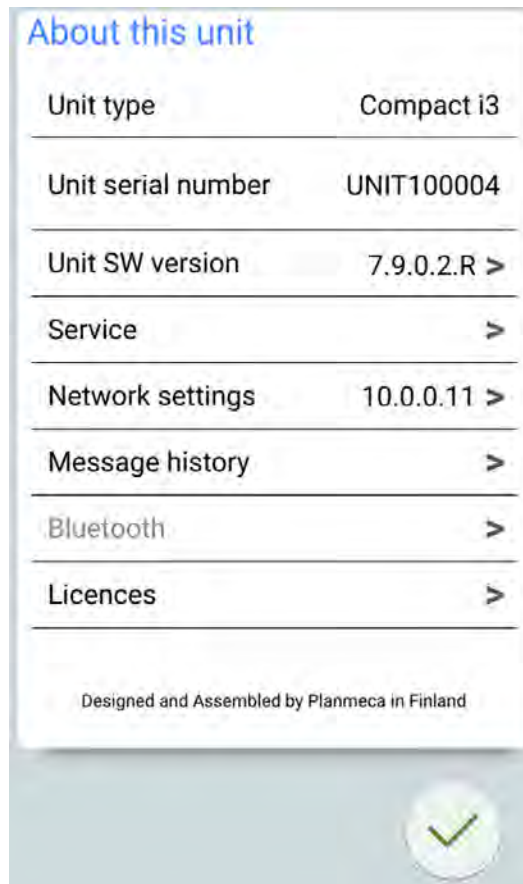 About this unit
Unit type Compact i3
Unit serial number UNIT100004
Unit SW version 7.9.0.2.R >
Service >
Network settings 10.0.0.11 >
Message history >
Bluetooth >
Licences >
Designed and Assembled by Planmeca in Finland